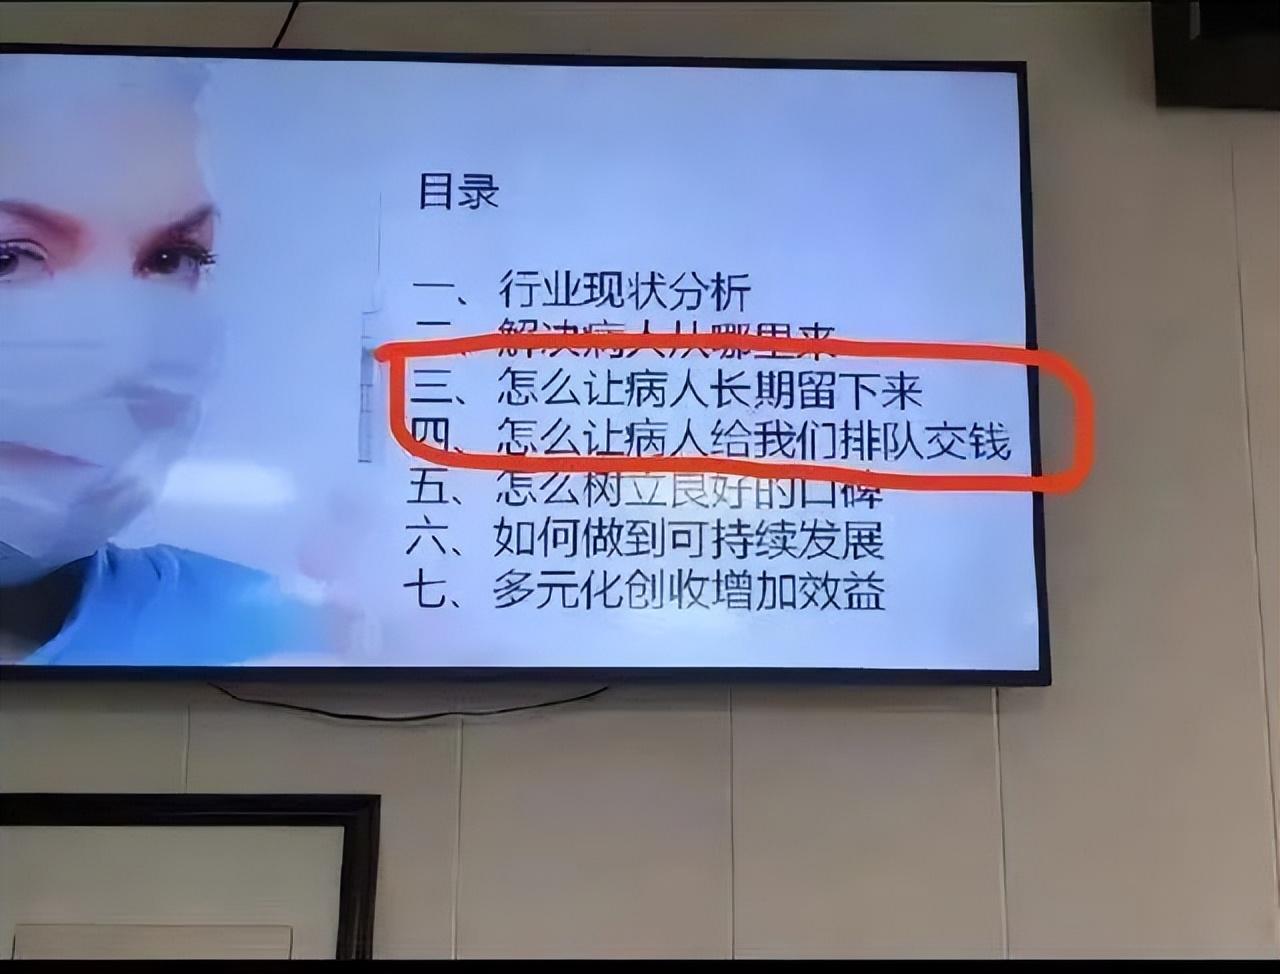 目录
一、行业现状分析
二、解决病人从哪里来
三、怎么让病人长期留下来
四、怎么让病人给我们排队交钱
五、怎么树立良好的口碑
六、如何做到可持续发展
七、多元化创收增加效益